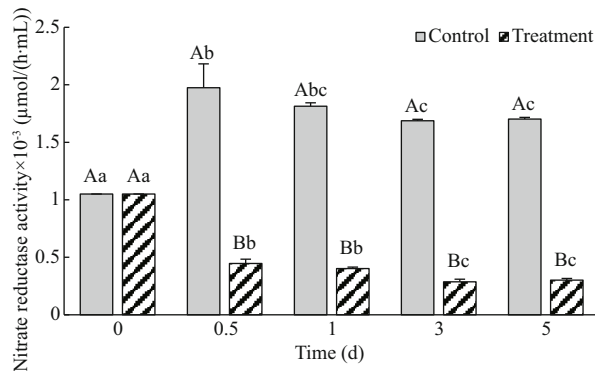 Nitrate reductase activity×10⁻³ (μmol/(h·mL))
2.5
2
1.5
1
0.5
0
Control
Treatment
Aa Aa
Ab
Bb
Abc
Bb
Ac
Bc
Ac
Bc
0 0.5 1 3 5
Time (d)